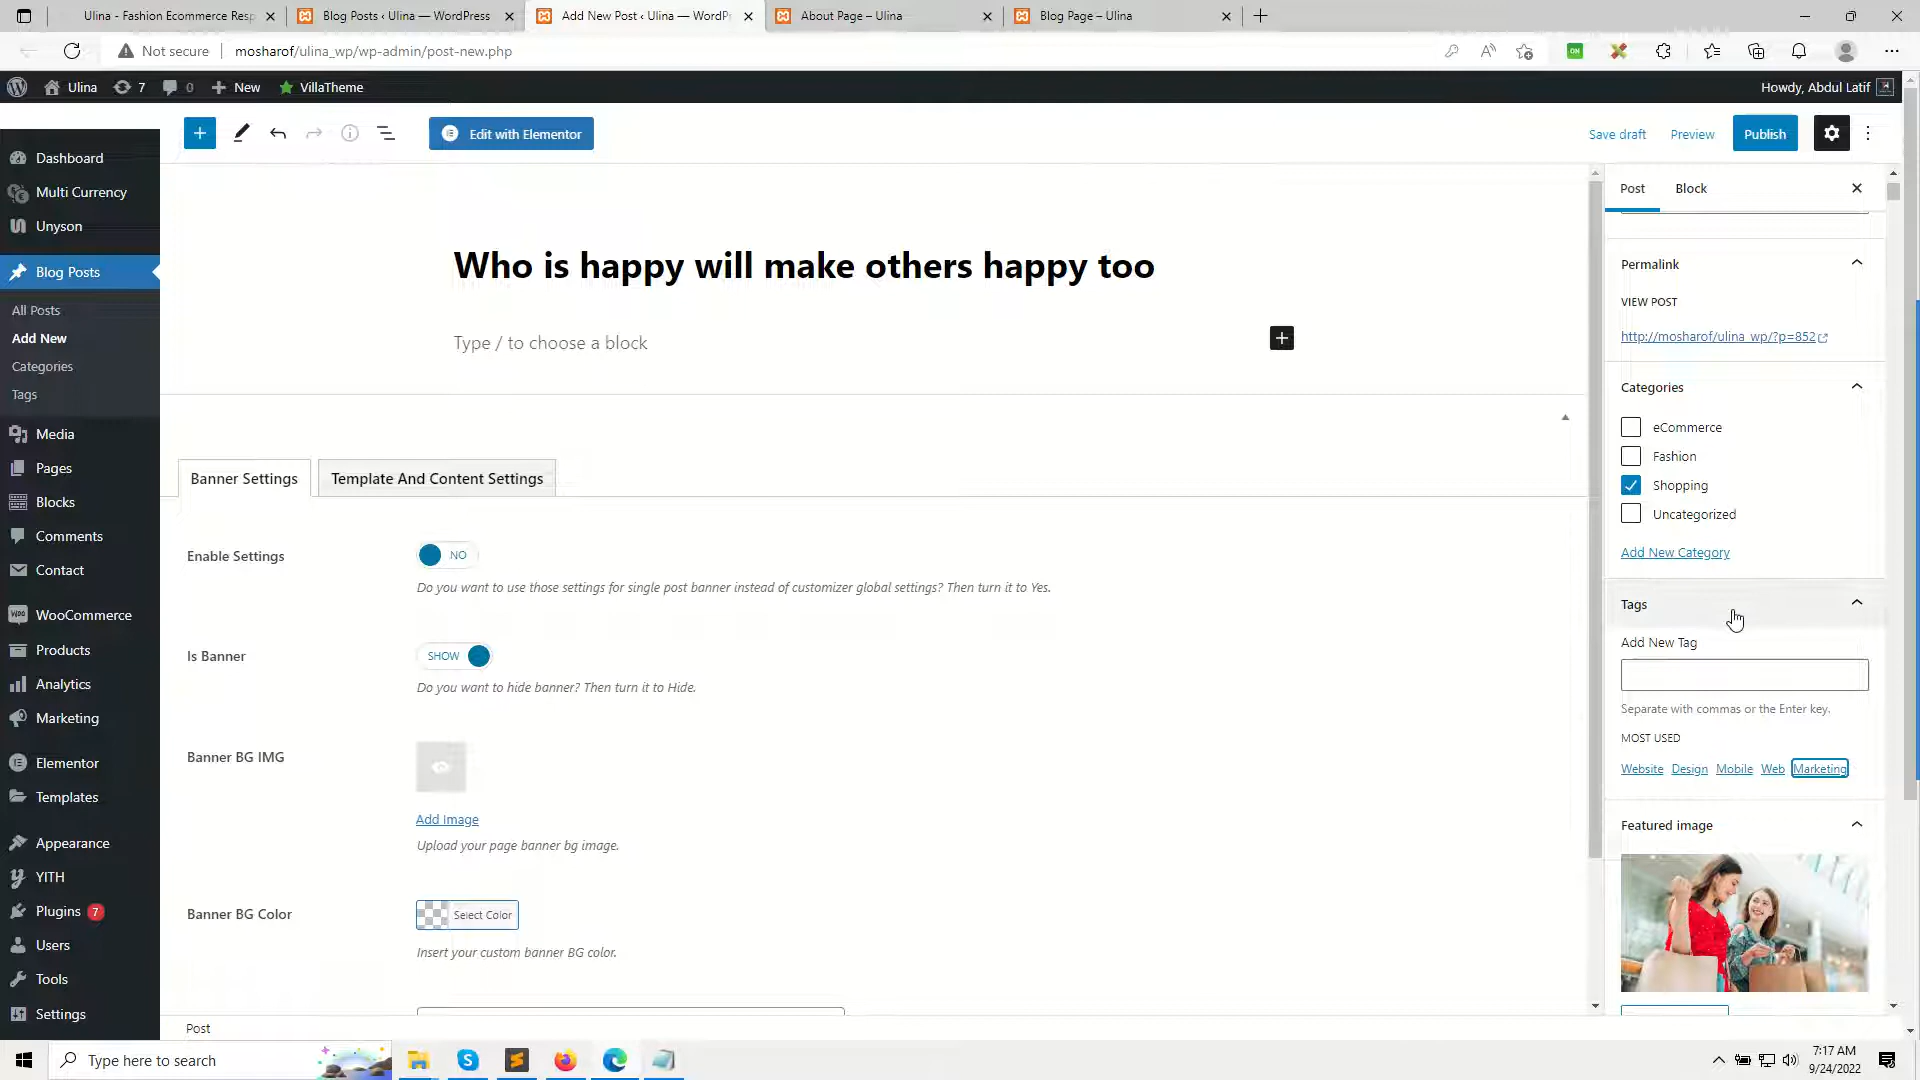 Ulina - Fashion Ecommerce Resp
Blog Posts ‹ Ulina — WordPress
Add New Post ‹ Ulina — WordPr
About Page – Ulina
Blog Page – Ulina
Not secure
mosharof/ulina_wp/wp-admin/post-new.php
Ulina
7
0
New
VillaTheme
Howdy, Abdul Latif
Edit with Elementor
Save draft
Preview
Publish
Dashboard
Multi Currency
Unyson
Blog Posts
All Posts
Add New
Categories
Tags
Media
Pages
Blocks
Comments
Contact
WooCommerce
Products
Analytics
Marketing
Elementor
Templates
Appearance
YITH
Plugins 7
Users
Tools
Settings
Who is happy will make others happy too
Type / to choose a block
Banner Settings
Template And Content Settings
Enable Settings
NO
Do you want to use those settings for single post banner instead of customizer global settings? Then turn it to Yes.
Is Banner
SHOW
Do you want to hide banner? Then turn it to Hide.
Banner BG IMG
Add Image
Upload your page banner bg image.
Banner BG Color
Select Color
Insert your custom banner BG color.
Post
Post
Block
Permalink
VIEW POST
http://mosharof/ulina_wp/?p=852
Categories
eCommerce
Fashion
Shopping
Uncategorized
Add New Category
Tags
Add New Tag
Separate with commas or the Enter key.
MOST USED
Website Design Mobile Web Marketing
Featured image
Type here to search
7:17 AM
9/24/2022